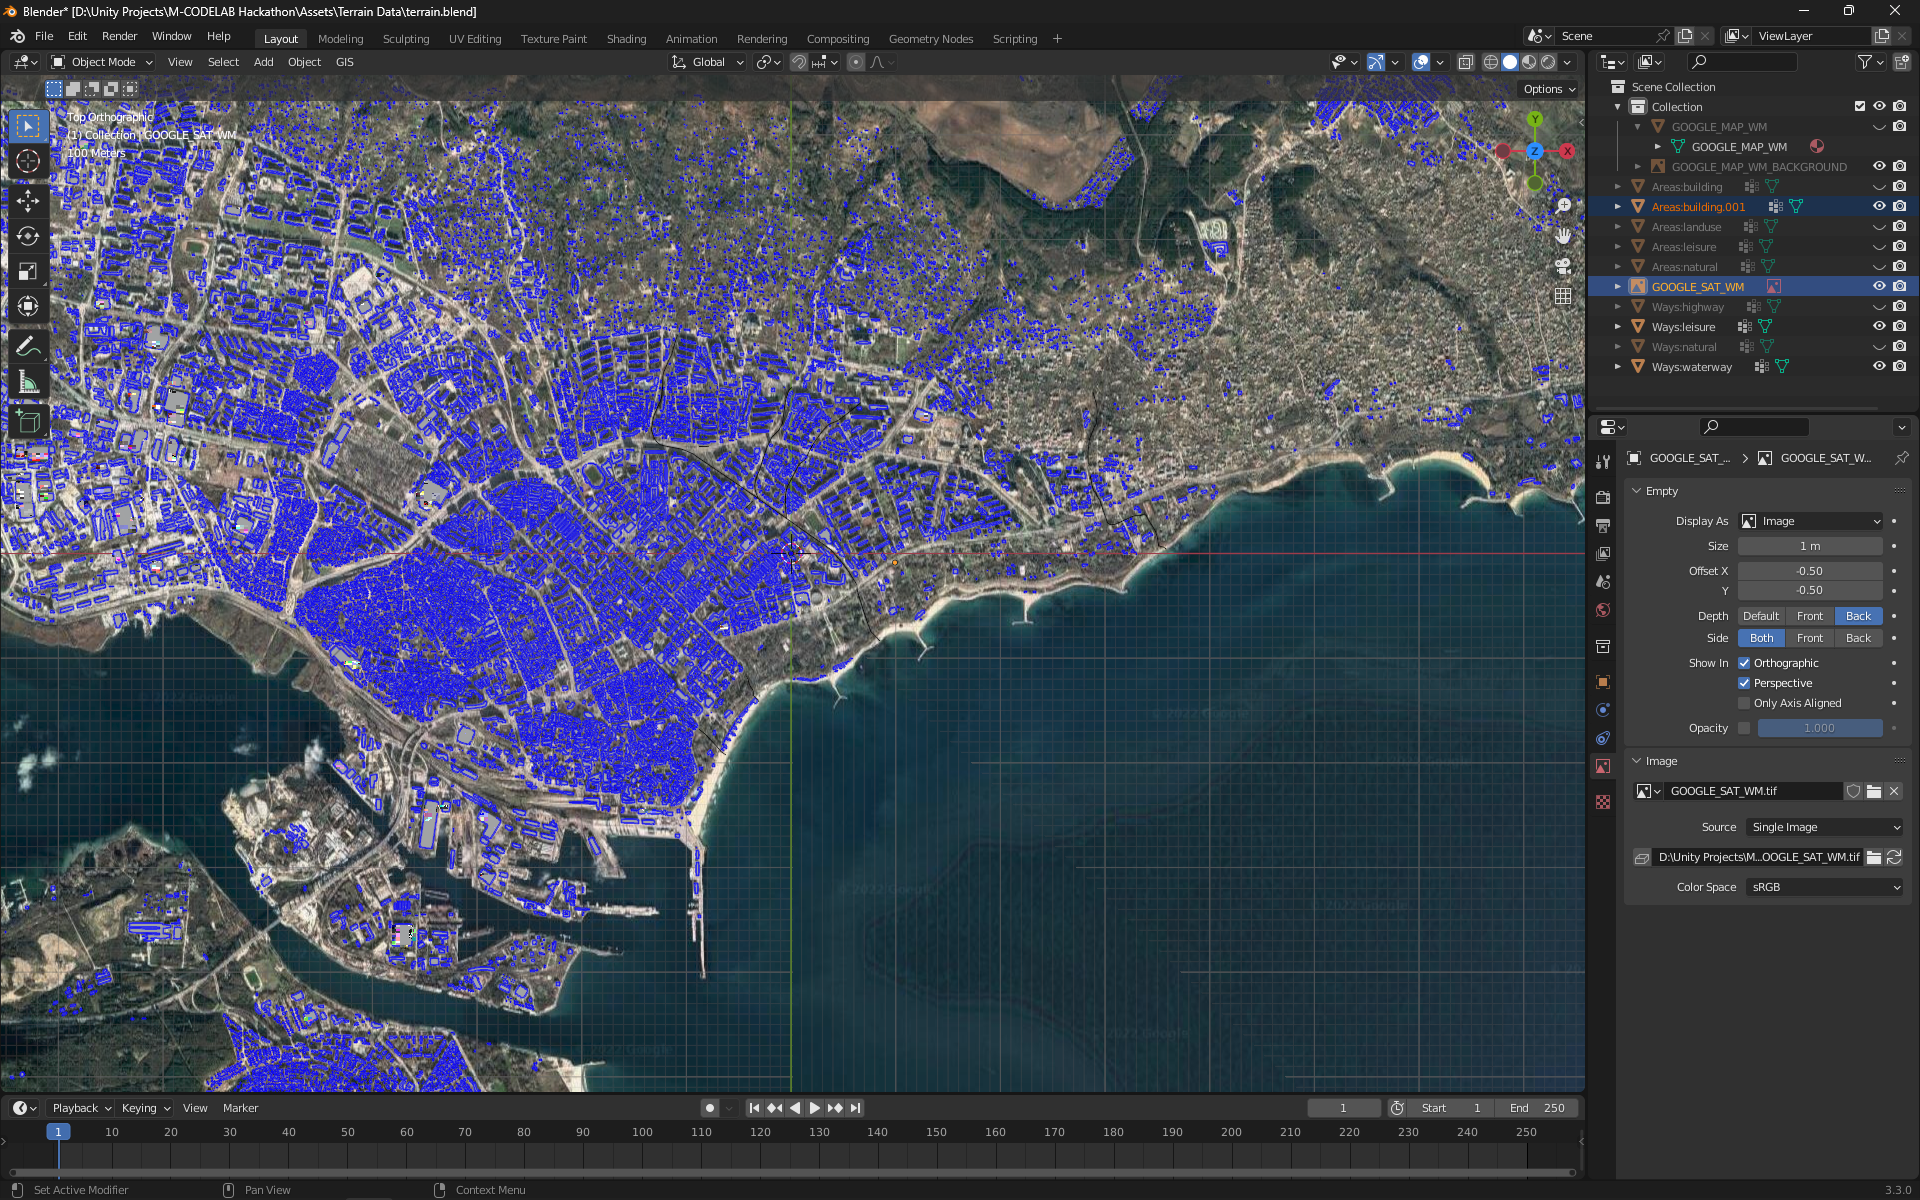 Blender* [D:\Unity Projects\M-CODELAB Hackathon\Assets\Terrain Data\terrain.blend]
File Edit Render Window Help Layout Modeling Sculpting UV Editing Texture Paint Shading Animation Rendering Compositing Geometry Nodes Scripting + Scene ViewLayer
Object Mode View Select Add Object GIS Global
Options
Top Orthographic
(1) Collection | GOOGLE_SAT_WM
100 Meters
Y
Z
X
Scene Collection
Collection
GOOGLE_MAP_WM
GOOGLE_MAP_WM
GOOGLE_MAP_WM_BACKGROUND
Areas:building
Areas:building.001
Areas:landuse
Areas:leisure
Areas:natural
GOOGLE_SAT_WM
Ways:highway
Ways:leisure
Ways:natural
Ways:waterway
GOOGLE_SAT_... > GOOGLE_SAT_W...
Empty
Display As Image
Size 1 m
Offset X -0.50
Y -0.50
Depth Default Front Back
Side Both Front Back
Show In Orthographic
Perspective
Only Axis Aligned
Opacity 1.000
Image
GOOGLE_SAT_WM.tif
Source Single Image
D:\Unity Projects\M...OOGLE_SAT_WM.tif
Color Space sRGB
Playback Keying View Marker 1 Start 1 End 250
1 10 20 30 40 50 60 70 80 90 100 110 120 130 140 150 160 170 180 190 200 210 220 230 240 250
Set Active Modifier Pan View Context Menu 3.3.0